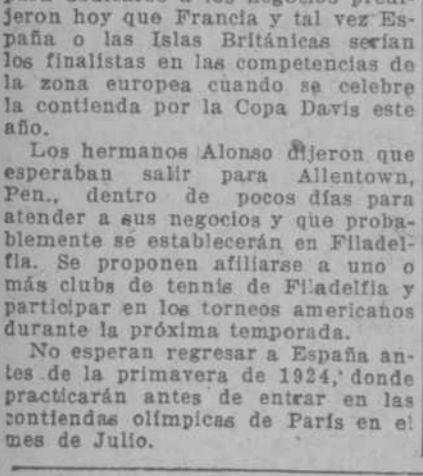 para dedicarse a los negocios predi-
jeron hoy que Francia y tal vez Es-
paña o las Islas Británicas serían
los finalistas en las competencias de
la zona europea cuando se celebre
la contienda por la Copa Davis este
año.
Los hermanos Alonso dijeron que
esperaban salir para Allentown,
Pen., dentro de pocos días para
atender a sus negocios y que proba-
blemente se establecerán en Filadel-
fia. Se proponen afiliarse a uno o
más clubs de tennis de Filadelfia y
participar en los torneos americanos
durante la próxima temporada.
No esperan regresar a España an-
tes de la primavera de 1924, donde
practicarán antes de entrar en las
contiendas olímpicas de París en el
mes de Julio.